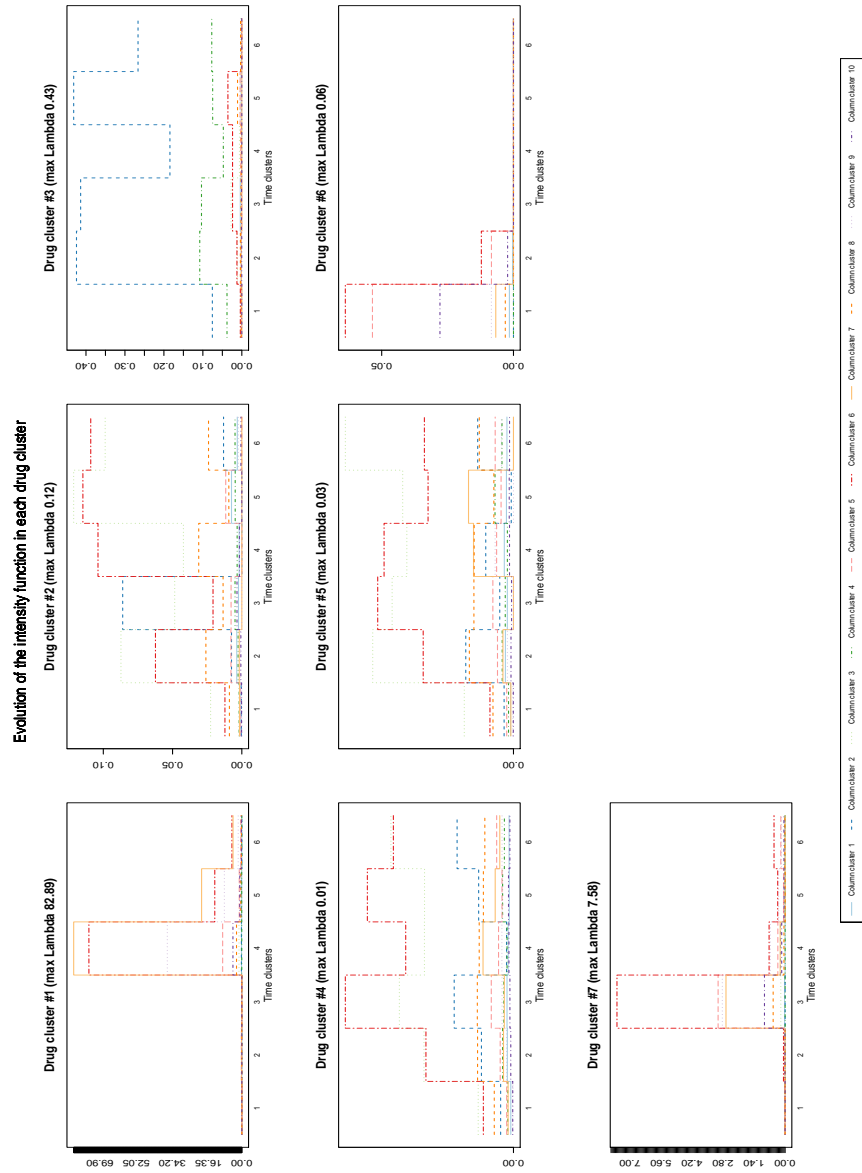 Evolution of the intensity function in each drug cluster
Drug cluster #1 (max Lambda 82.89)
0.00 16.35 34.20 52.05 69.90
1 2 3 4 5 6
Time clusters
Drug cluster #2 (max Lambda 0.12)
0.00 0.05 0.10
1 2 3 4 5 6
Time clusters
Drug cluster #3 (max Lambda 0.43)
0.00 0.10 0.20 0.30 0.40
1 2 3 4 5 6
Time clusters
Drug cluster #4 (max Lambda 0.01)
0.00
1 2 3 4 5 6
Time clusters
Drug cluster #5 (max Lambda 0.03)
0.00
1 2 3 4 5 6
Time clusters
Drug cluster #6 (max Lambda 0.06)
0.00 0.05
1 2 3 4 5 6
Time clusters
Drug cluster #7 (max Lambda 7.58)
0.00 1.40 2.80 4.20 5.60 7.00
1 2 3 4 5 6
Time clusters
Column cluster 1 Column cluster 2 Column cluster 3 Column cluster 4 Column cluster 5 Column cluster 6 Column cluster 7 Column cluster 8 Column cluster 9 Column cluster 10